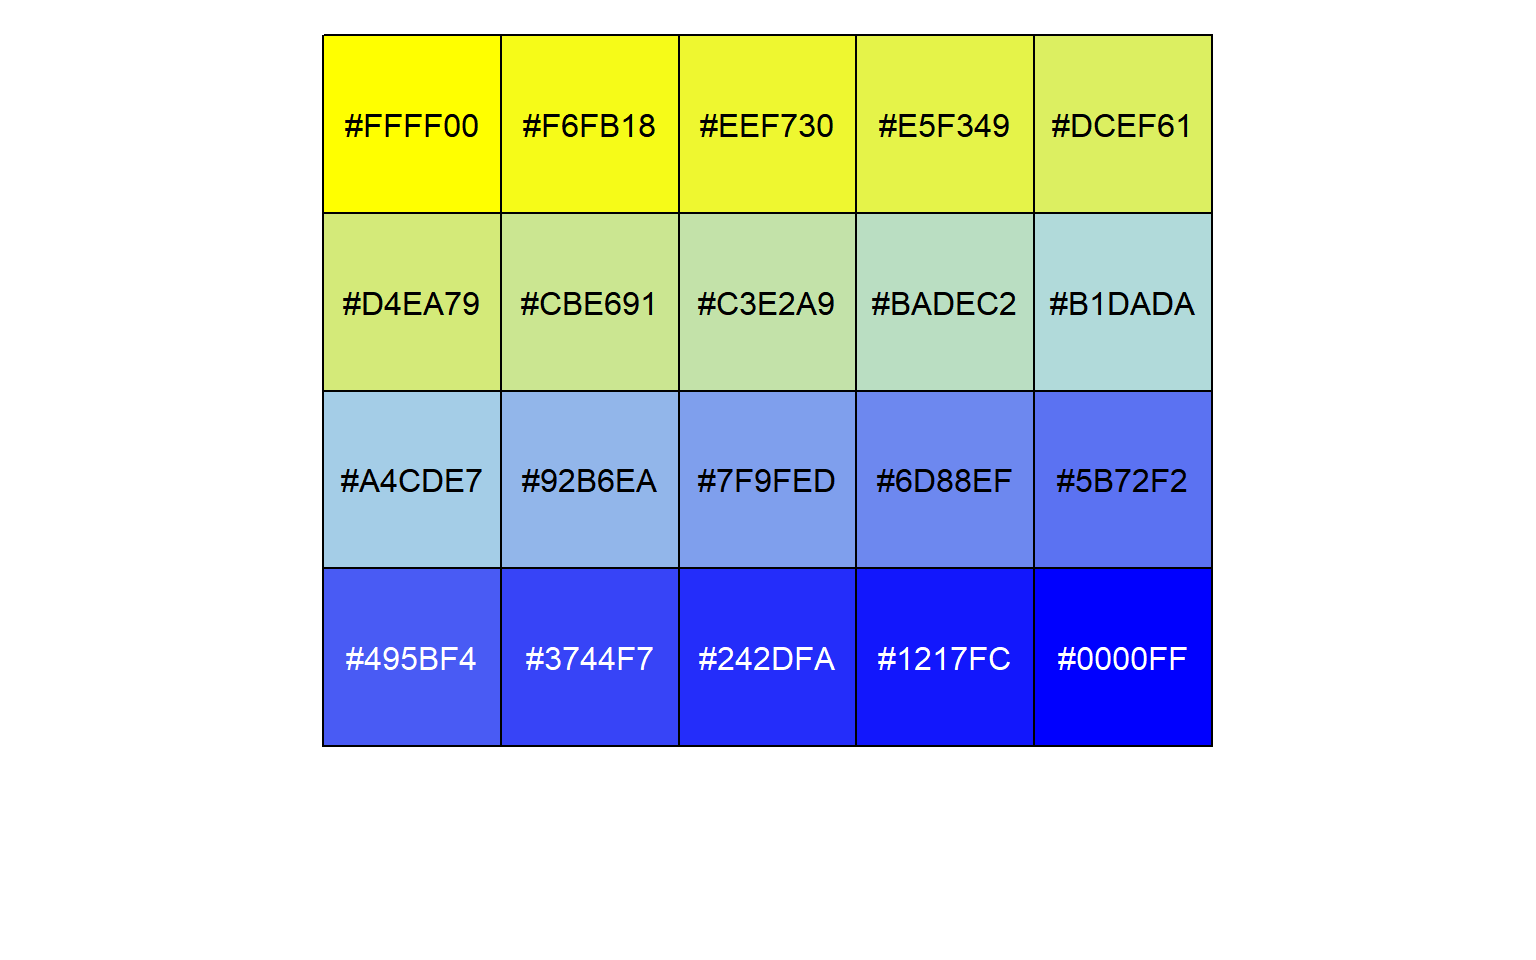 #FFFF00 #F6FB18 #EEF730 #E5F349 #DCEF61
#D4EA79 #CBE691 #C3E2A9 #BADEC2 #B1DADA
#A4CDE7 #92B6EA #7F9FED #6D88EF #5B72F2
#495BF4 #3744F7 #242DFA #1217FC #0000FF